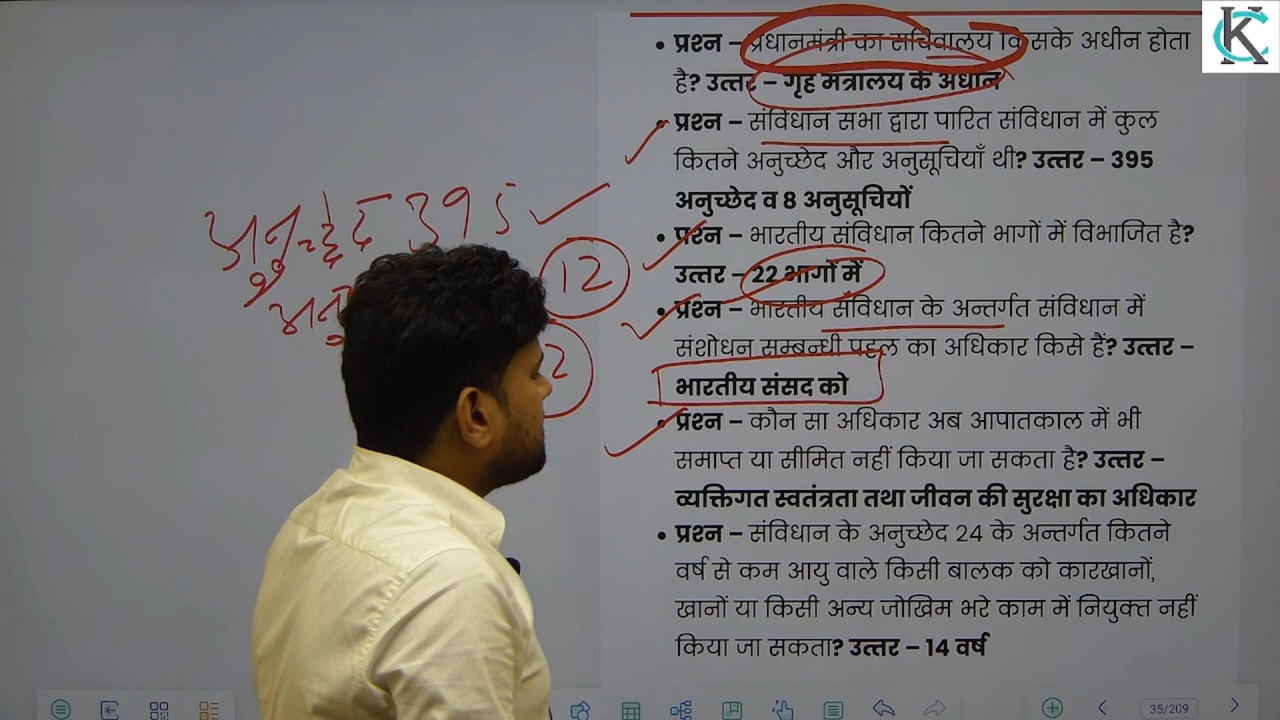 • प्रश्न – प्रधानमंत्री का सचिवालय किसके अधीन होता
है? उत्तर – गृह मंत्रालय के अधीन
• प्रश्न – संविधान सभा द्वारा पारित संविधान में कुल
कितने अनुच्छेद और अनुसूचियाँ थी? उत्तर – 395
अनुच्छेद व 8 अनुसूचियों
• प्रश्न – भारतीय संविधान कितने भागों में विभाजित है?
उत्तर – 22 भागों में
• प्रश्न – भारतीय संविधान के अन्तर्गत संविधान में
संशोधन सम्बन्धी पहल का अधिकार किसे हैं? उत्तर –
भारतीय संसद को
• प्रश्न – कौन सा अधिकार अब आपातकाल में भी
समाप्त या सीमित नहीं किया जा सकता है? उत्तर –
व्यक्तिगत स्वतंत्रता तथा जीवन की सुरक्षा का अधिकार
• प्रश्न – संविधान के अनुच्छेद 24 के अन्तर्गत कितने
वर्ष से कम आयु वाले किसी बालक को कारखानों,
खानों या किसी अन्य जोखिम भरे काम में नियुक्त नहीं
किया जा सकता? उत्तर – 14 वर्ष
अनुच्छेद 395
12
KC
35/209